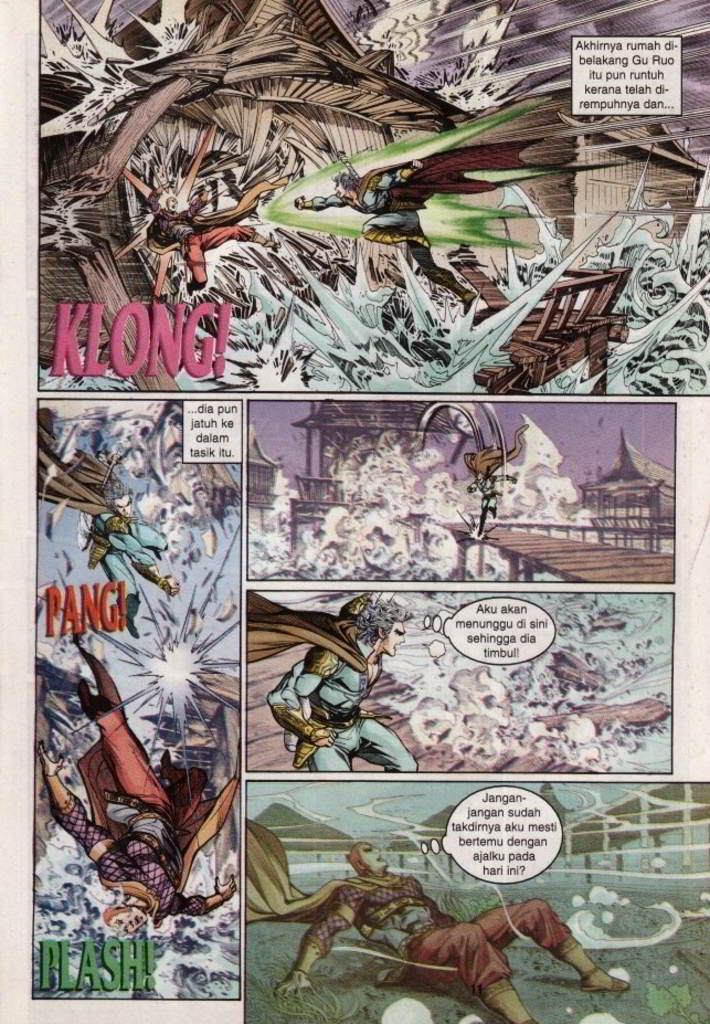 Akhirnya rumah di-
belakang Gu Ruo
itu pun runtuh
kerana telah di-
rempuhnya dan...
KLONG!
...dia pun
jatuh ke
dalam
tasik itu.
PANG!
PLASH!
Aku akan
menunggu di sini
sehingga dia
timbul!
Jangan-
jangan sudah
takdirnya aku mesti
bertemu dengan
ajalku pada
hari ini?
11